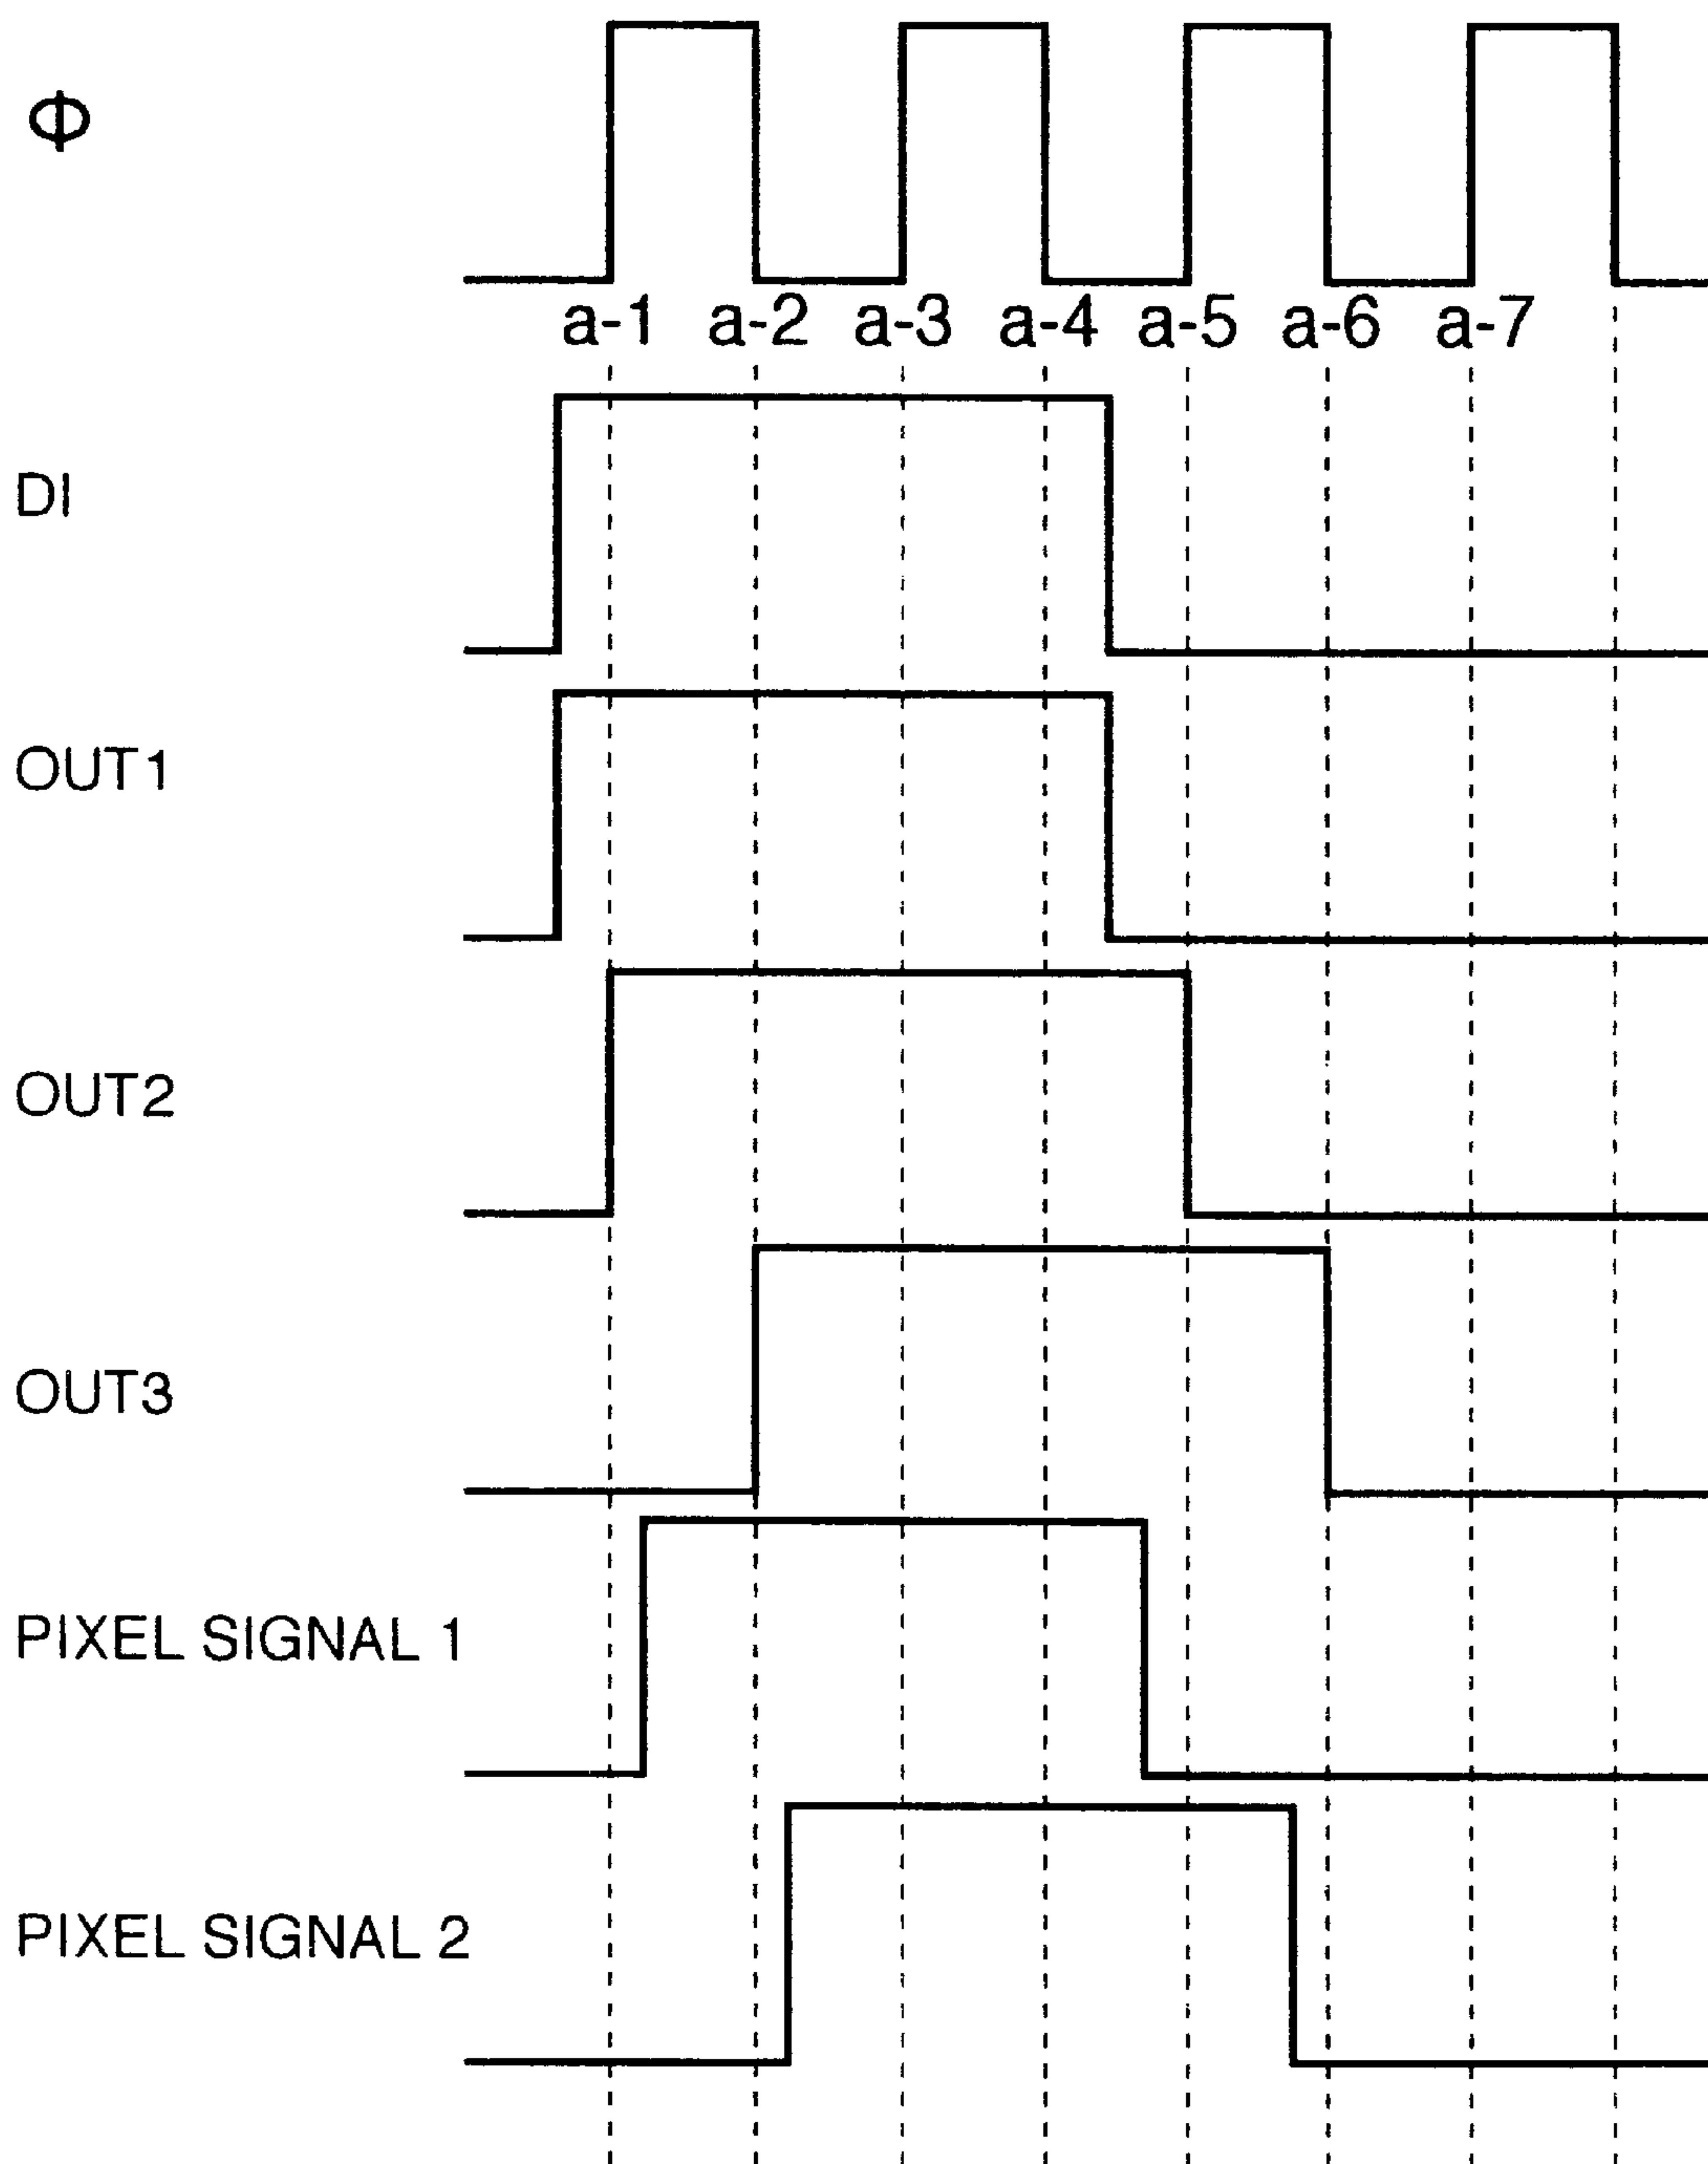 Φ
a-1 a-2 a-3 a-4 a-5 a-6 a-7
DI
OUT1
OUT2
OUT3
PIXEL SIGNAL 1
PIXEL SIGNAL 2